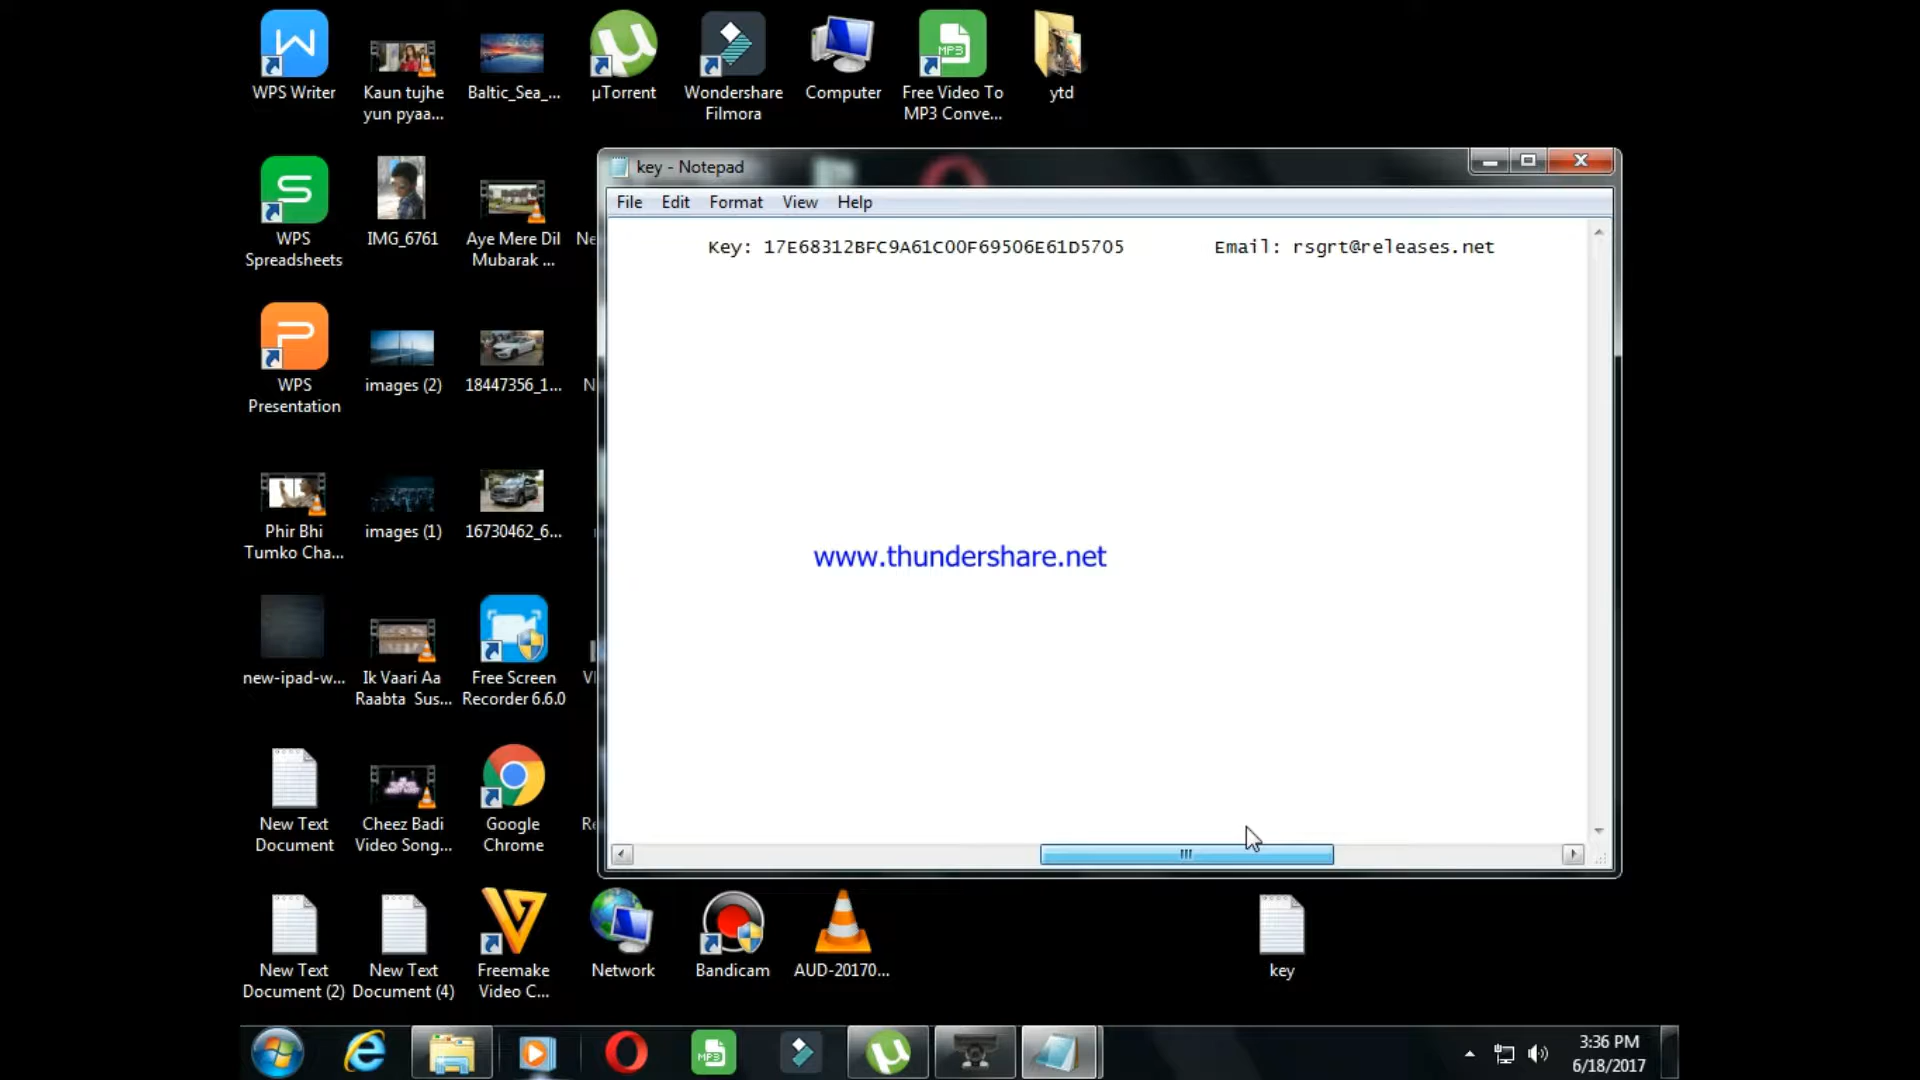 WPS Writer
Kaun tujhe
yun pyaa...
Baltic_Sea_...
µTorrent
Wondershare
Filmora
Computer
Free Video To
MP3 Conve...
ytd
WPS
Spreadsheets
IMG_6761
Aye Mere Dil
Mubarak ...
WPS
Presentation
images (2)
18447356_1...
Phir Bhi
Tumko Cha...
images (1)
16730462_6...
new-ipad-w...
Ik Vaari Aa
Raabta Sus...
Free Screen
Recorder 6.6.0
New Text
Document
Cheez Badi
Video Song...
Google
Chrome
New Text
Document (2)
New Text
Document (4)
Freemake
Video C...
Network
Bandicam
AUD-20170...
key
key - Notepad
File Edit Format View Help
Key: 17E68312BFC9A61C00F69506E61D5705 Email: rsgrt@releases.net
www.thundershare.net
MP3
MP3
3:36 PM
6/18/2017